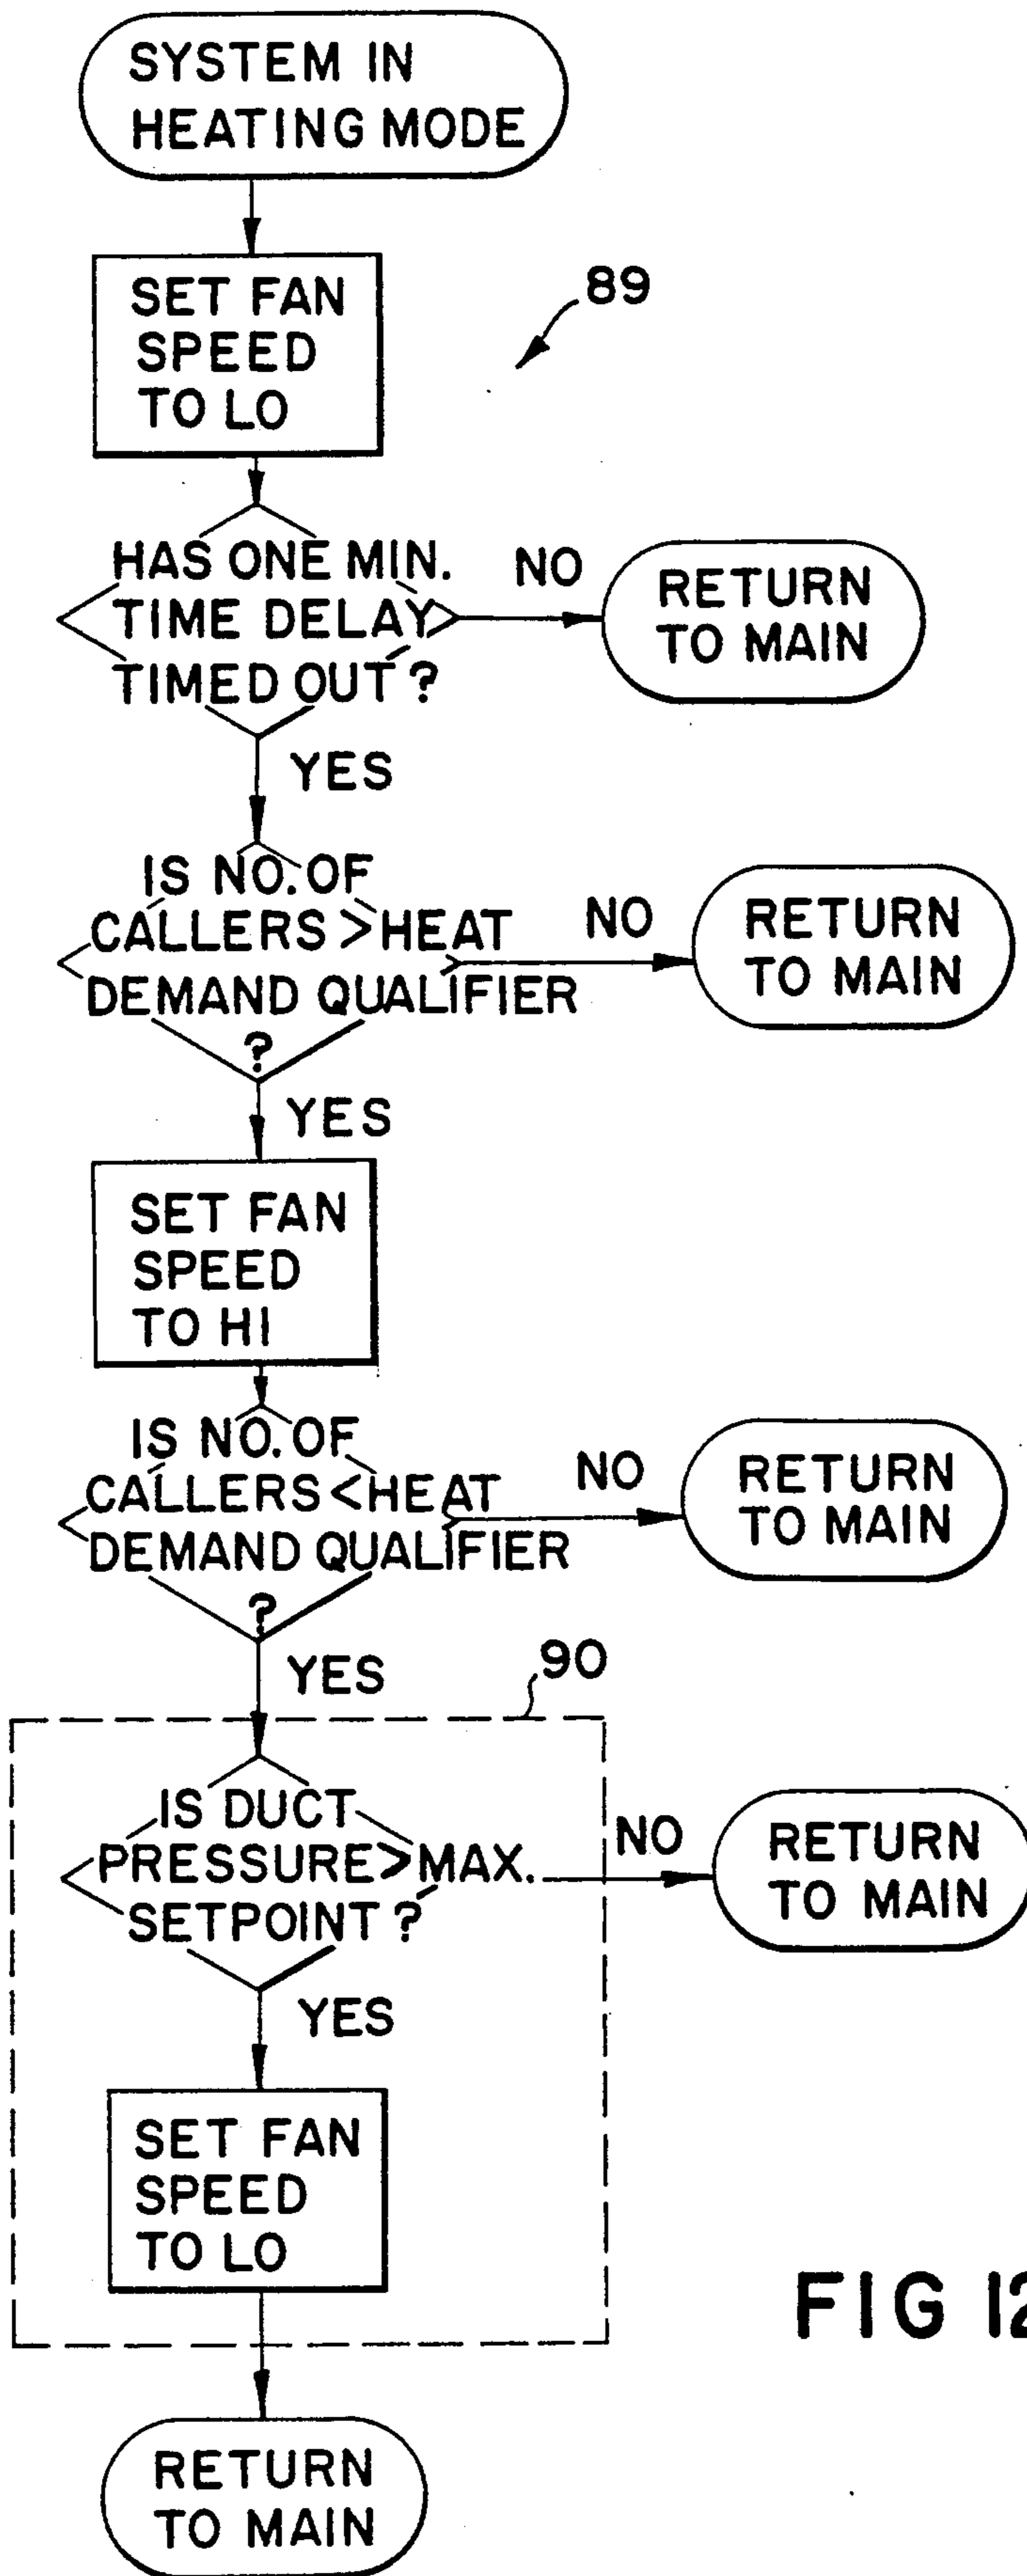 SYSTEM IN
HEATING MODE
SET FAN
SPEED
TO LO
89
HAS ONE MIN.
TIME DELAY
TIMED OUT?
NO
RETURN
TO MAIN
YES
IS NO. OF
CALLERS > HEAT
DEMAND QUALIFIER
?
NO
RETURN
TO MAIN
YES
SET FAN
SPEED
TO HI
IS NO. OF
CALLERS < HEAT
DEMAND QUALIFIER
?
NO
RETURN
TO MAIN
YES
90
IS DUCT
PRESSURE > MAX.
SETPOINT?
NO
RETURN
TO MAIN
YES
SET FAN
SPEED
TO LO
FIG 12
RETURN
TO MAIN